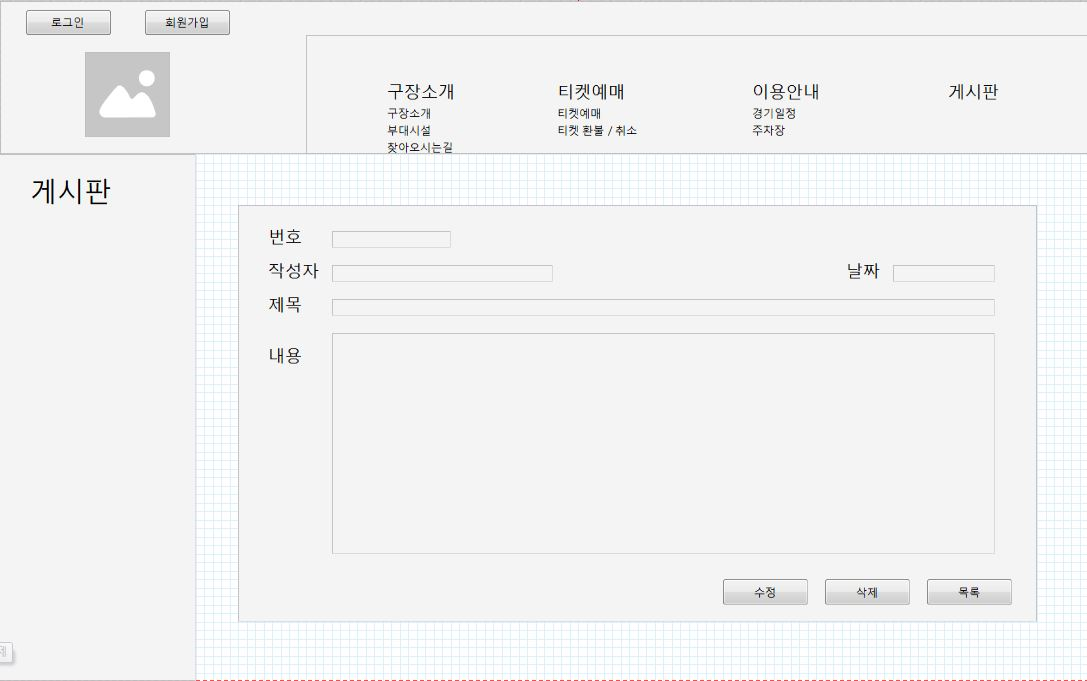 로그인 회원가입
구장소개 티켓예매 이용안내 게시판
구장소개 티켓예매 경기일정
부대시설 티켓 환불 / 취소 주자장
찾아오시는길
게시판
번호
작성자 날짜
제목
내용
수정 삭제 목록